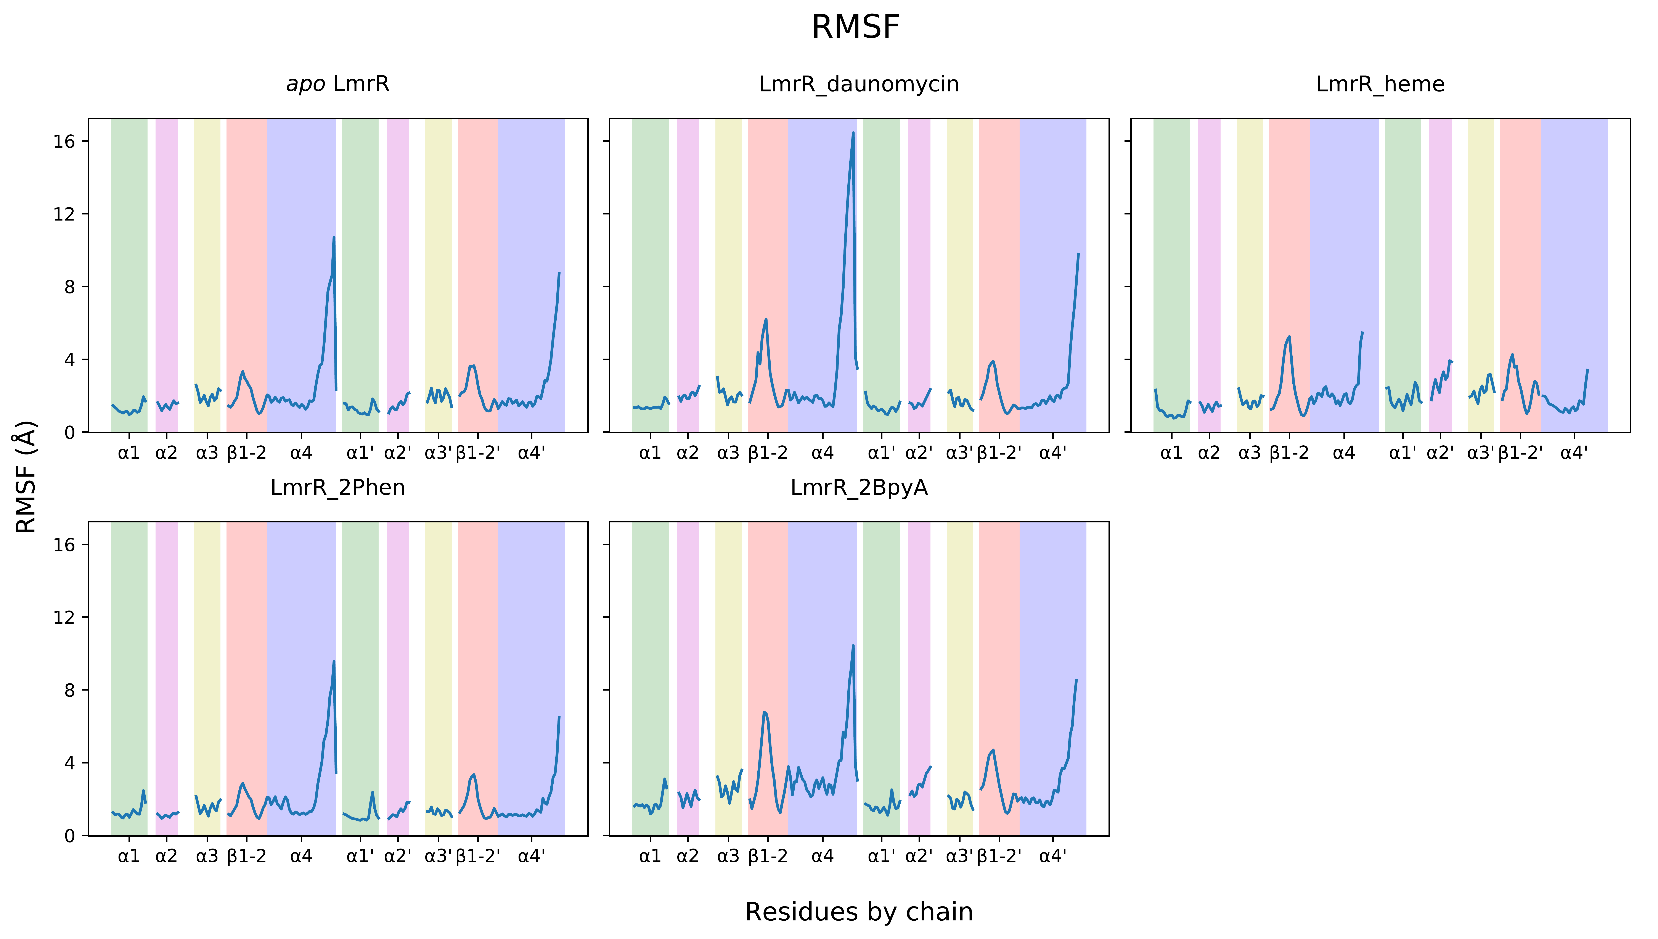 RMSF
apo LmrR
LmrR_daunomycin
LmrR_heme
16
12
8
4
0
α1 α2 α3 β1-2 α4 α1' α2' α3' β1-2' α4'
α1 α2 α3 β1-2 α4 α1' α2' α3' β1-2' α4'
α1 α2 α3 β1-2 α4 α1' α2' α3' β1-2' α4'
RMSF (Å)
LmrR_2Phen
LmrR_2BpyA
16
12
8
4
0
α1 α2 α3 β1-2 α4 α1' α2' α3' β1-2' α4'
α1 α2 α3 β1-2 α4 α1' α2' α3' β1-2' α4'
Residues by chain